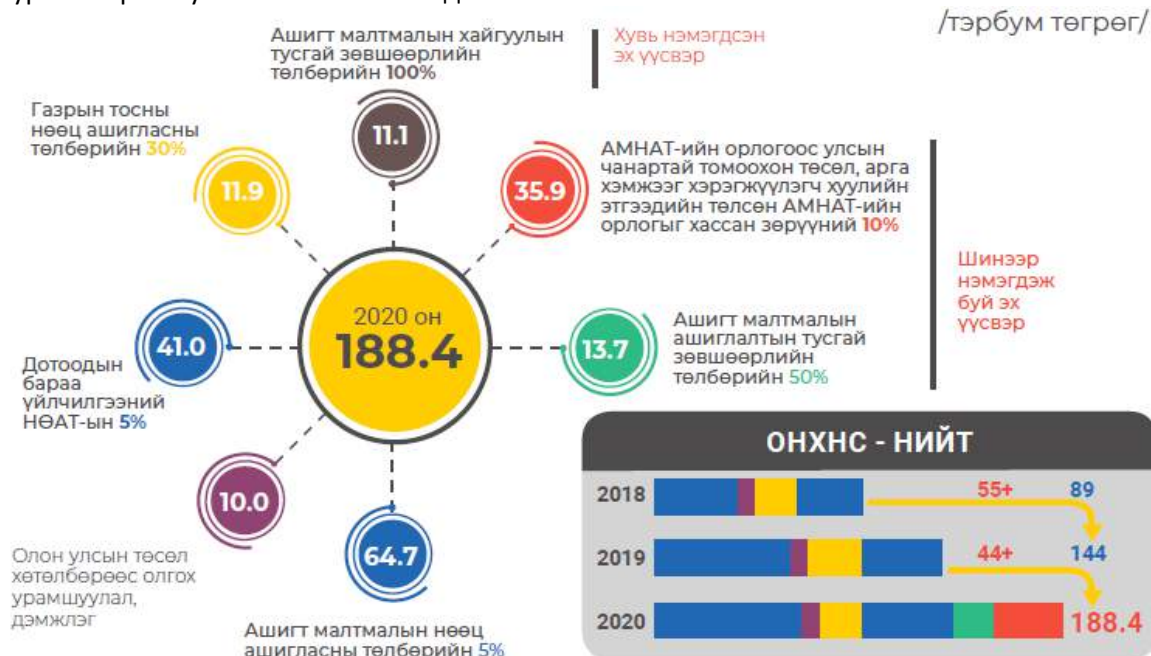 /тэрбум төгрөг/
Ашигт малтмалын хайгуулын
тусгай зөвшөөрлийн
төлбөрийн 100%
Хувь нэмэгдсэн
эх үүсвэр
11.1
Газрын тосны
нөөц ашигласны
төлбөрийн 30%
11.9
35.9
АМНАТ-ийн орлогоос улсын
чанартай томоохон төсөл, арга
хэмжээг хэрэгжүүлэгч хуулийн
этгээдийн төлсөн АМНАТ-ийн
орлогыг хассан зөрүүний 10%
Шинээр
нэмэгдэж
буй эх
үүсвэр
2020 он
188.4
41.0
Дотоодын
бараа
үйлчилгээний
НӨАТ-ын 5%
13.7
Ашигт малтмалын
ашиглалтын тусгай
зөвшөөрлийн
төлбөрийн 50%
10.0
Олон улсын төсөл
хөтөлбөрөөс олгох
урамшуулал,
дэмжлэг
64.7
Ашигт малтмалын нөөц
ашигласны төлбөрийн 5%
ОНХНС - НИЙТ
2018 55+ 89
2019 44+ 144
2020 188.4